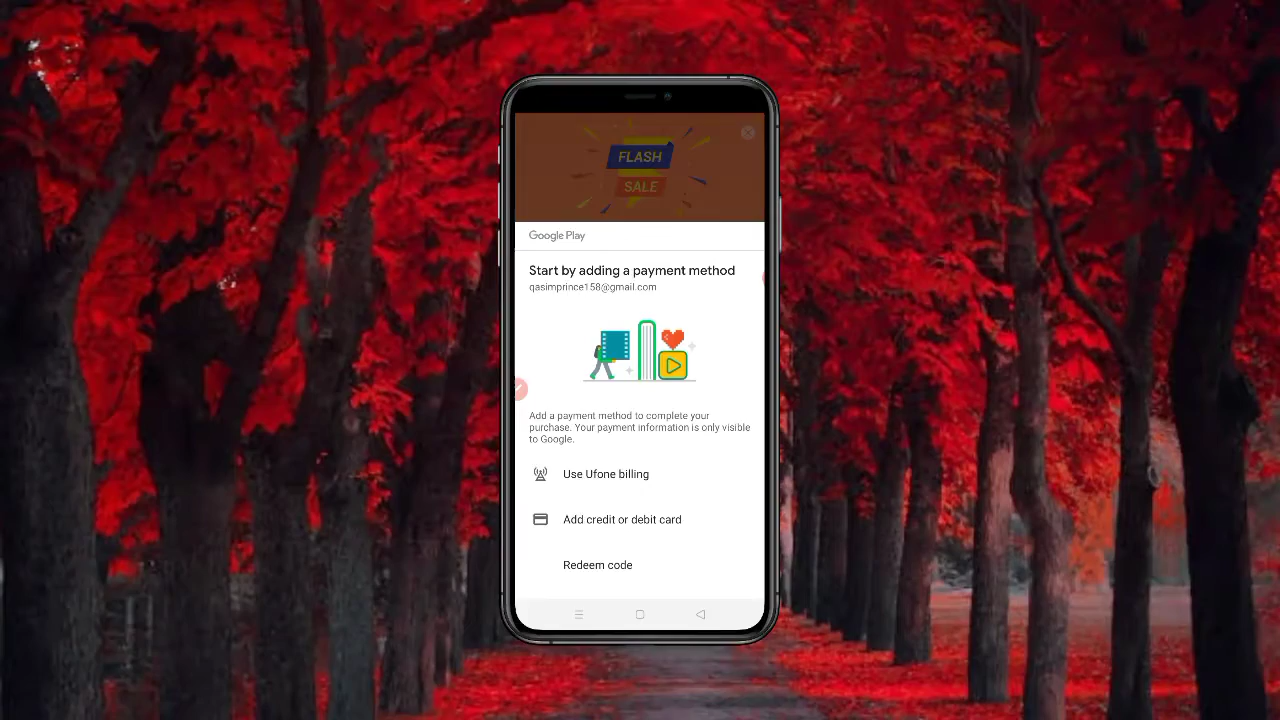 FLASH
SALE
Google Play
Start by adding a payment method
qasimprince158@gmail.com
Add a payment method to complete your
purchase. Your payment information is only visible
to Google.
Use Ufone billing
Add credit or debit card
Redeem code